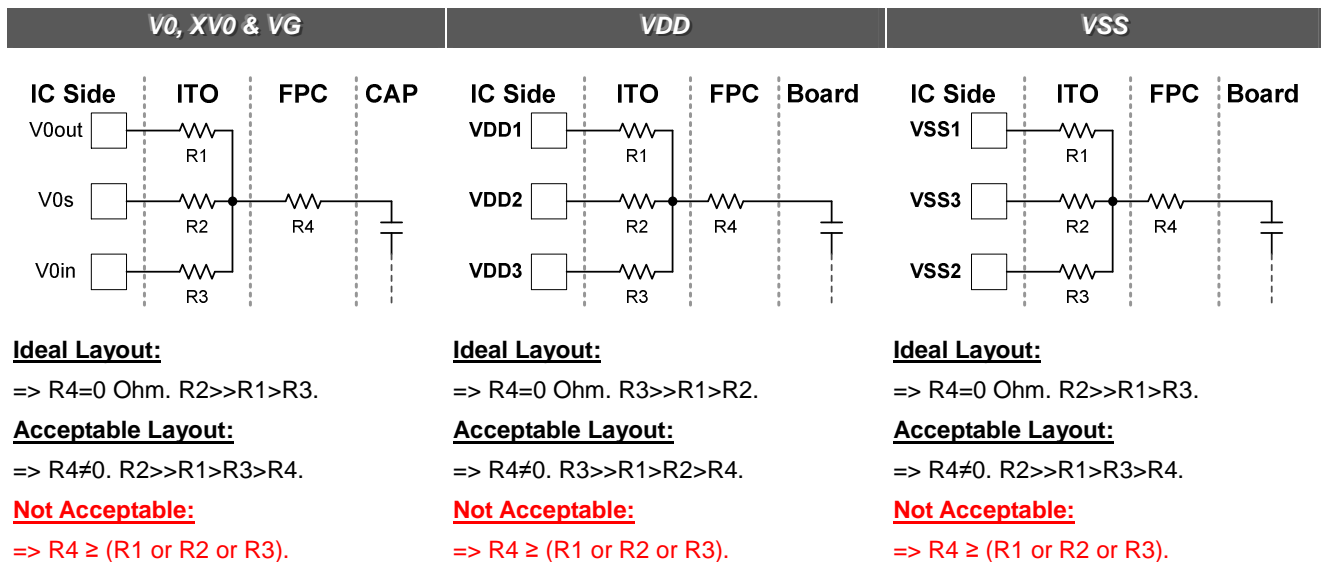 V0, XV0 & VG
IC Side ITO FPC CAP
V0out
R1
V0s
R2 R4
V0in
R3
Ideal Layout:
=> R4=0 Ohm. R2>>R1>R3.
Acceptable Layout:
=> R4≠0. R2>>R1>R3>R4.
Not Acceptable:
=> R4 ≥ (R1 or R2 or R3).
VDD
IC Side ITO FPC Board
VDD1
R1
VDD2
R2 R4
VDD3
R3
Ideal Layout:
=> R4=0 Ohm. R3>>R1>R2.
Acceptable Layout:
=> R4≠0. R3>>R1>R2>R4.
Not Acceptable:
=> R4 ≥ (R1 or R2 or R3).
VSS
IC Side ITO FPC Board
VSS1
R1
VSS3
R2 R4
VSS2
R3
Ideal Layout:
=> R4=0 Ohm. R2>>R1>R3.
Acceptable Layout:
=> R4≠0. R2>>R1>R3>R4.
Not Acceptable:
=> R4 ≥ (R1 or R2 or R3).